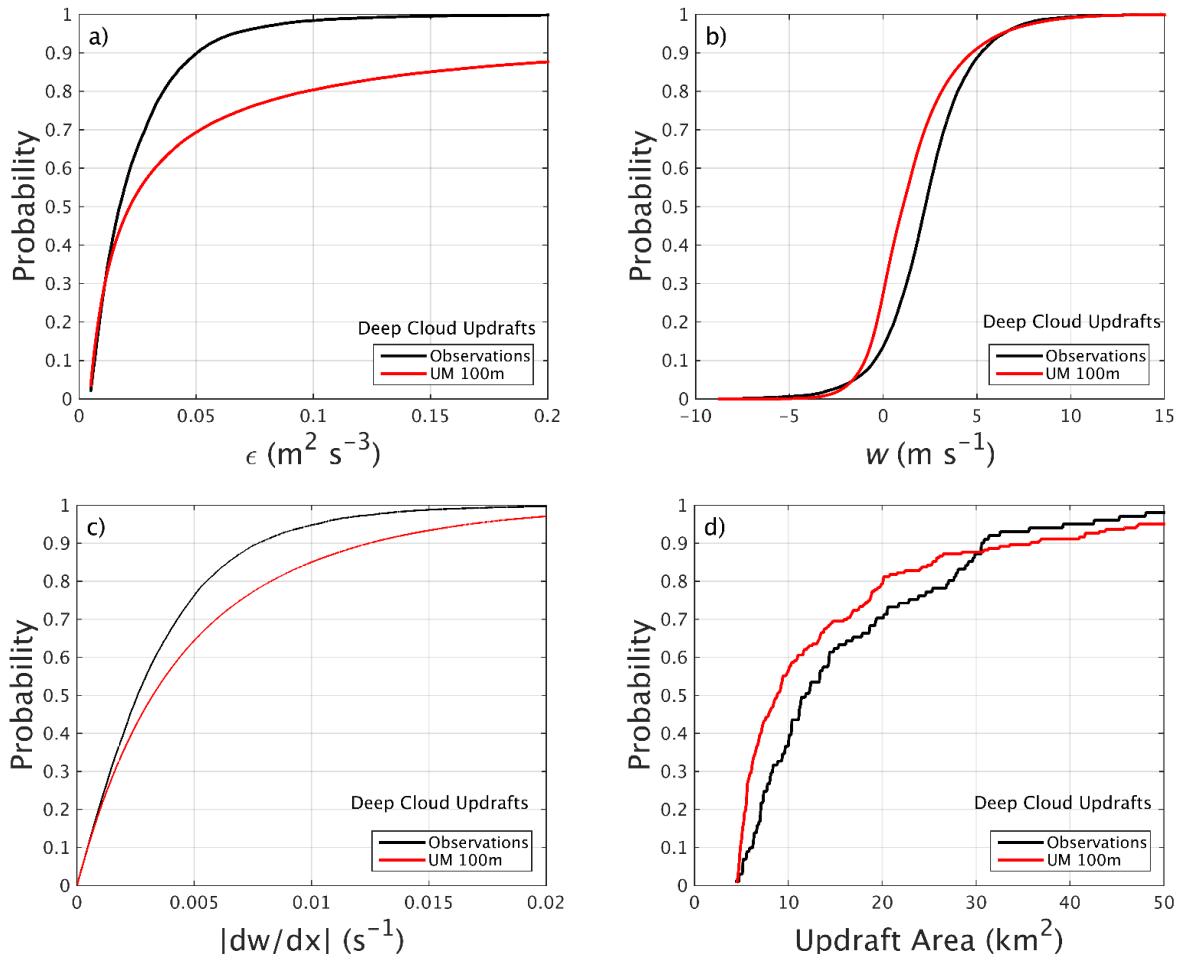 a)
1
0.9
0.8
0.7
0.6
0.5
0.4
0.3
0.2
0.1
0
Probability
Deep Cloud Updrafts
Observations
UM 100m
0 0.05 0.1 0.15 0.2
ϵ (m² s⁻³)
b)
1
0.9
0.8
0.7
0.6
0.5
0.4
0.3
0.2
0.1
0
Probability
Deep Cloud Updrafts
Observations
UM 100m
-10 -5 0 5 10 15
w (m s⁻¹)
c)
1
0.9
0.8
0.7
0.6
0.5
0.4
0.3
0.2
0.1
0
Probability
Deep Cloud Updrafts
Observations
UM 100m
0 0.005 0.01 0.015 0.02
|dw/dx| (s⁻¹)
d)
1
0.9
0.8
0.7
0.6
0.5
0.4
0.3
0.2
0.1
0
Probability
Deep Cloud Updrafts
Observations
UM 100m
0 10 20 30 40 50
Updraft Area (km²)